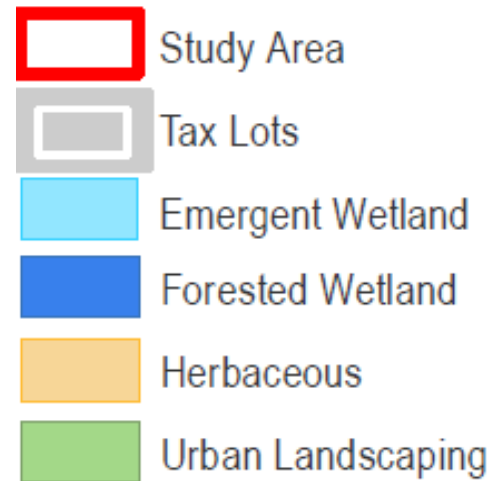 Study Area
Tax Lots
Emergent Wetland
Forested Wetland
Herbaceous
Urban Landscaping